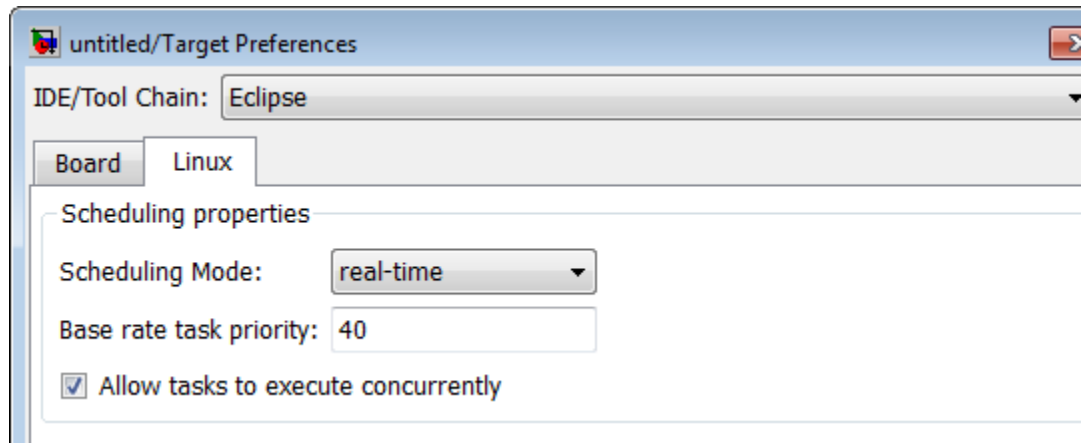 untitled/Target Preferences
IDE/Tool Chain: Eclipse
Board Linux
Scheduling properties
Scheduling Mode: real-time
Base rate task priority: 40
Allow tasks to execute concurrently